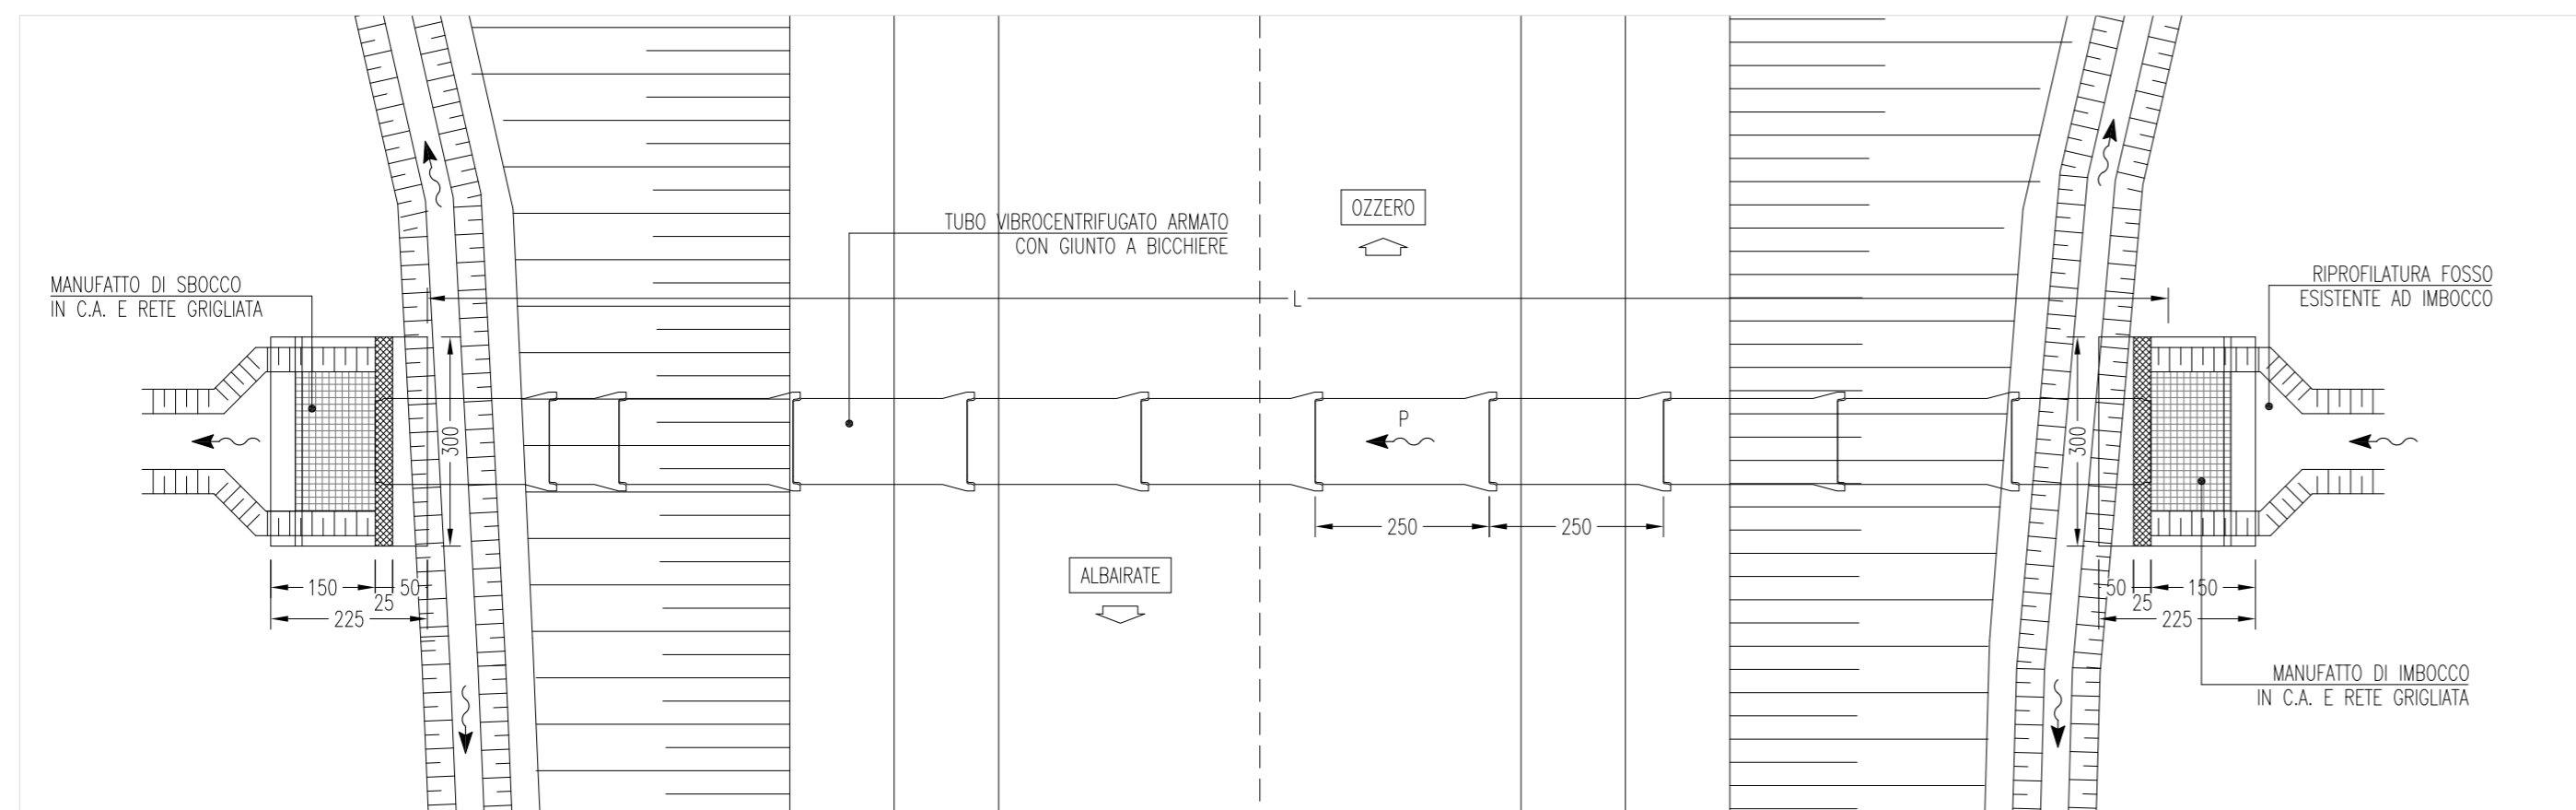 OZZERO
TUBO VIBROCENTRIFUGATO ARMATO
CON GIUNTO A BICCHIERE
MANUFATTO DI SBOCCO
IN C.A. E RETE GRIGLIATA
RIPROFILATURA FOSSO
ESISTENTE AD IMBOCCO
L
P
300
300
250
250
ALBAIRATE
150
25
50
225
50
25
150
225
MANUFATTO DI IMBOCCO
IN C.A. E RETE GRIGLIATA